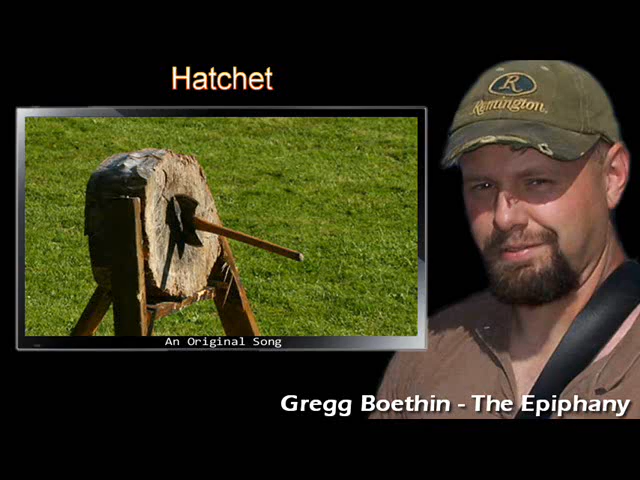 Hatchet
R
Remington
An Original Song
Gregg Boethin - The Epiphany